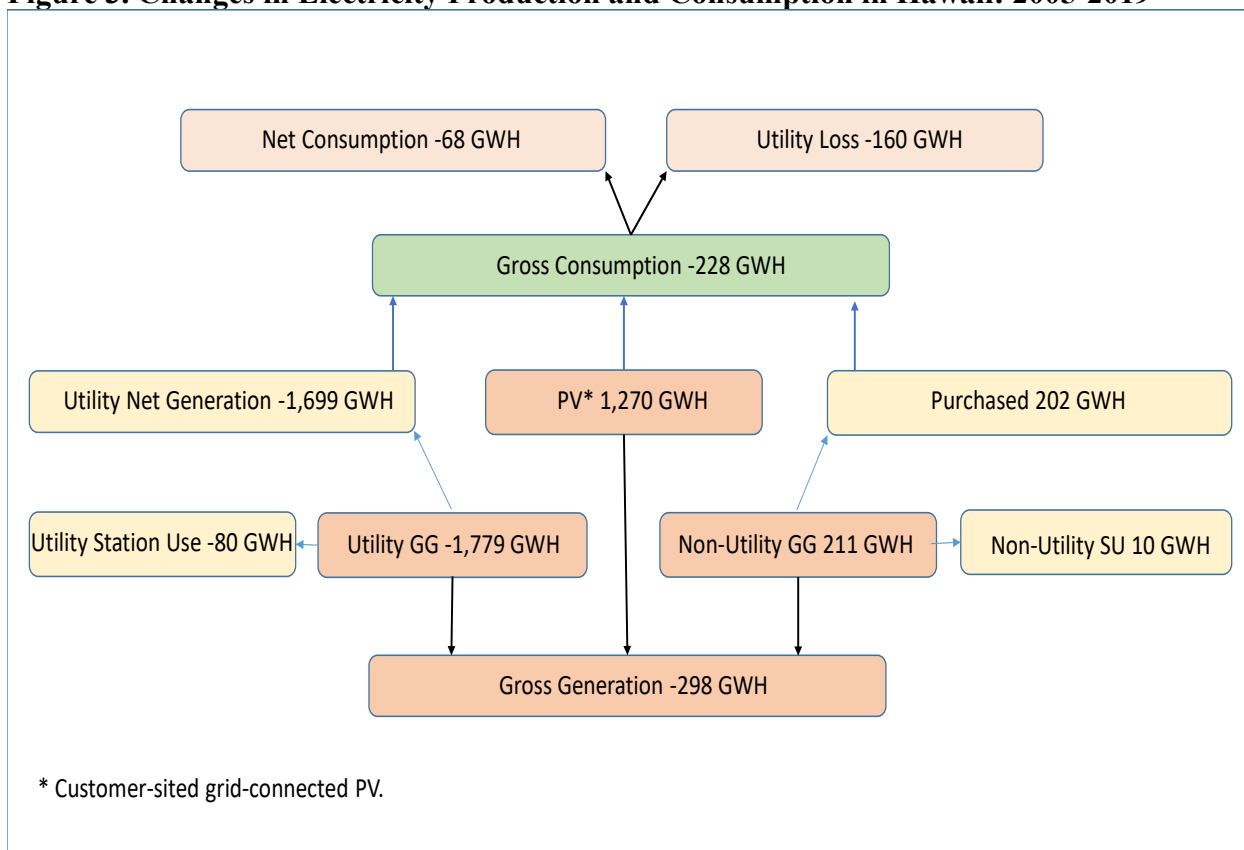 Figure 3. Changes in Electricity Production and Consumption in Hawaii: 2005-2019
Net Consumption -68 GWH
Utility Loss -160 GWH
Gross Consumption -228 GWH
Utility Net Generation -1,699 GWH
PV* 1,270 GWH
Purchased 202 GWH
Utility Station Use -80 GWH
Utility GG -1,779 GWH
Non-Utility GG 211 GWH
Non-Utility SU 10 GWH
Gross Generation -298 GWH
* Customer-sited grid-connected PV.